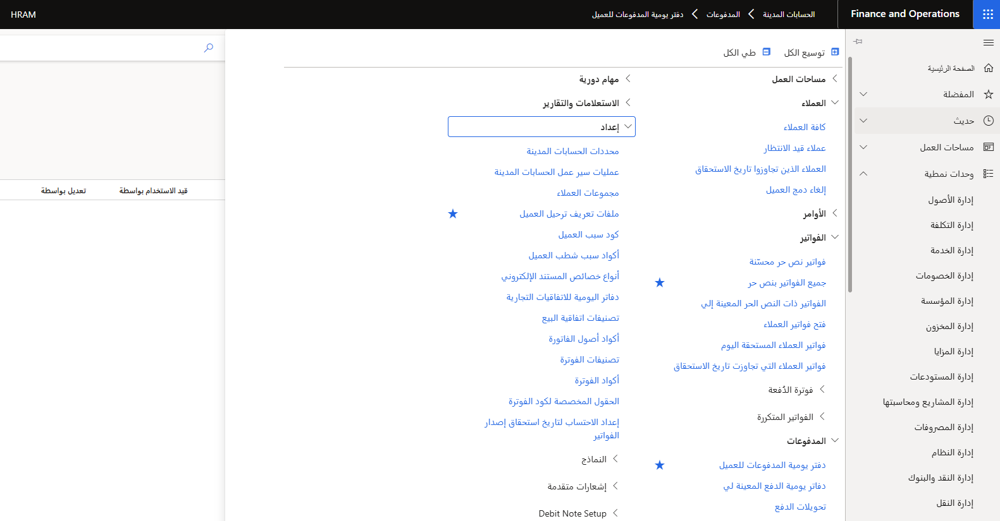 Finance and Operations
الحسابات المدينة
المدفوعات
دفتر يومية المدفوعات للعميل
HRAM
الصفحة الرئيسية
المفضلة
حديث
مساحات العمل
وحدات نمطية
إدارة الأصول
إدارة التكلفة
إدارة الخدمة
إدارة الخصومات
إدارة المؤسسة
إدارة المخزون
إدارة المزايا
إدارة المستودعات
إدارة المشاريع ومحاسبتها
إدارة المصروفات
إدارة النظام
إدارة النقد والبنوك
إدارة النقل
توسيع الكل
طي الكل
مساحات العمل
العملاء
كافة العملاء
عملاء قيد الانتظار
العملاء الذين تجاوزوا تاريخ الاستحقاق
إلغاء دمج العميل
الأوامر
الفواتير
فواتير نص حر محسّنة
جميع الفواتير بنص حر
الفواتير ذات النص الحر المعينة إلي
فتح فواتير العملاء
فواتير العملاء المستحقة اليوم
فواتير العملاء التي تجاوزت تاريخ الاستحقاق
فوترة الدُفعة
الفواتير المتكررة
المدفوعات
دفتر يومية المدفوعات للعميل
دفاتر يومية الدفع المعينة لي
تحويلات الدفع
مهام دورية
الاستعلامات والتقارير
إعداد
محددات الحسابات المدينة
عمليات سير عمل الحسابات المدينة
مجموعات العملاء
ملفات تعريف ترحيل العميل
كود سبب العميل
أكواد سبب شطب العميل
أنواع خصائص المستند الإلكتروني
دفاتر اليومية للاتفاقيات التجارية
تصنيفات اتفاقية البيع
أكواد أصول الفاتورة
تصنيفات الفوترة
أكواد الفوترة
الحقول المخصصة لكود الفوترة
إعداد الاحتساب لتاريخ استحقاق إصدار
الفواتير
النماذج
إشعارات متقدمة
Debit Note Setup
قيد الاستخدام بواسطة
تعديل بواسطة